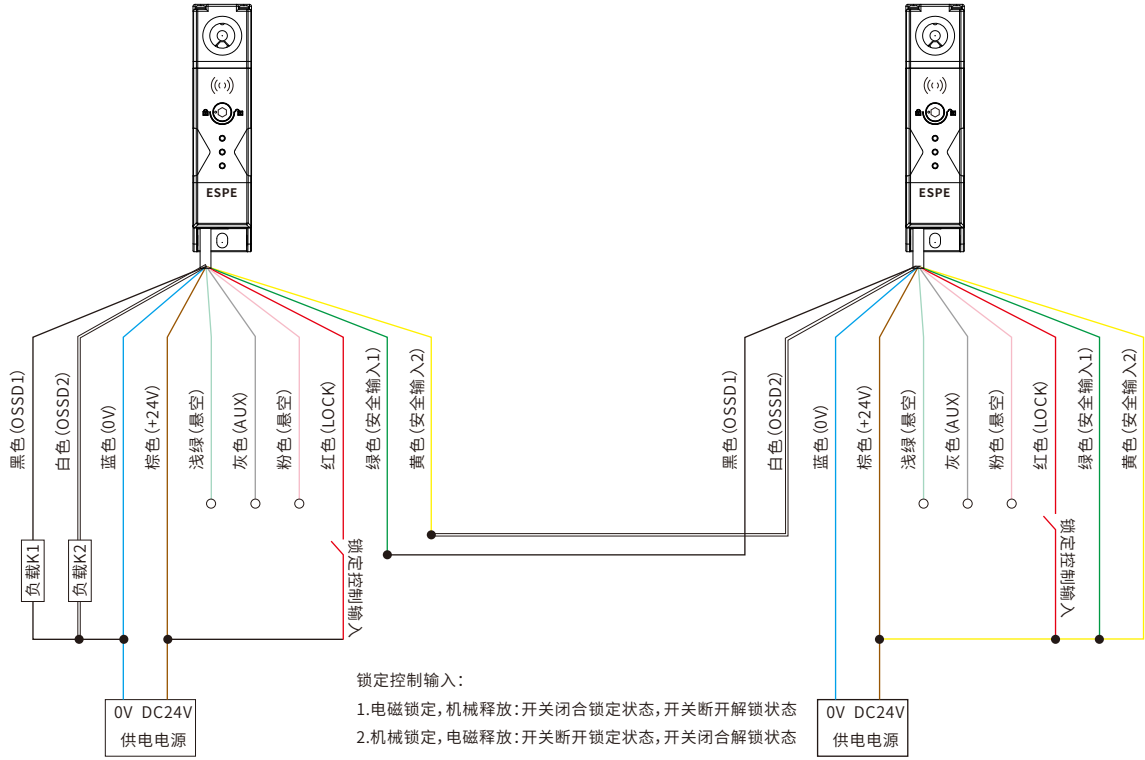 ESPE
ESPE
黑色(OSSD1)
白色(OSSD2)
蓝色(0V)
棕色(+24V)
浅绿(悬空)
灰色(AUX)
粉色(悬空)
红色(LOCK)
绿色(安全输入1)
黄色(安全输入2)
黑色(OSSD1)
白色(OSSD2)
蓝色(0V)
棕色(+24V)
浅绿(悬空)
灰色(AUX)
粉色(悬空)
红色(LOCK)
绿色(安全输入1)
黄色(安全输入2)
负载K1
负载K2
锁定控制输入
锁定控制输入
锁定控制输入：
1.电磁锁定，机械释放：开关闭合锁定状态，开关断开解锁状态
2.机械锁定，电磁释放：开关断开锁定状态，开关闭合解锁状态
0V DC24V
供电电源
0V DC24V
供电电源